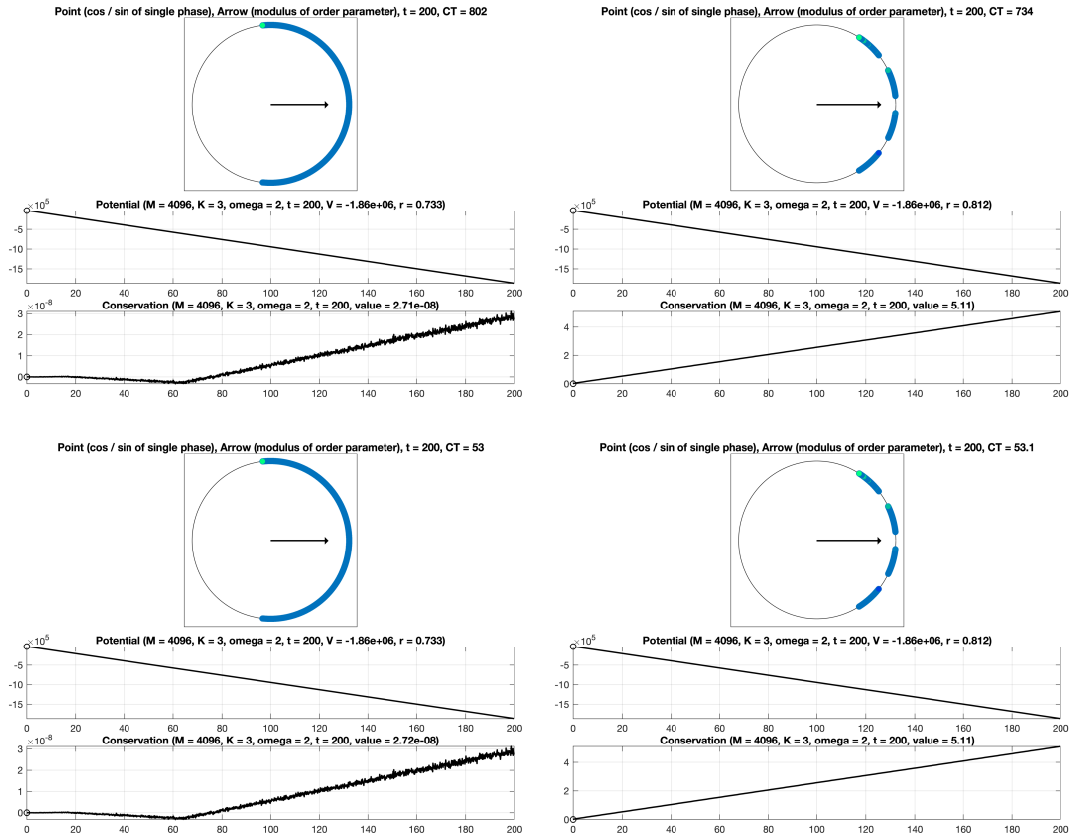 Point (cos / sin of single phase), Arrow (modulus of order parameter), t = 200, CT = 802
×10^5
Potential (M = 4096, K = 3, omega = 2, t = 200, V = -1.86e+06, r = 0.733)
-5
-10
-15
0 20 40 60 80 100 120 140 160 180 200
×10^-8
Conservation (M = 4096, K = 3, omega = 2, t = 200, value = 2.71e-08)
3
2
1
0
0 20 40 60 80 100 120 140 160 180 200
Point (cos / sin of single phase), Arrow (modulus of order parameter), t = 200, CT = 734
×10^5
Potential (M = 4096, K = 3, omega = 2, t = 200, V = -1.86e+06, r = 0.812)
-5
-10
-15
0 20 40 60 80 100 120 140 160 180 200
Conservation (M = 4096, K = 3, omega = 2, t = 200, value = 5.11)
4
2
0
0 20 40 60 80 100 120 140 160 180 200
Point (cos / sin of single phase), Arrow (modulus of order parameter), t = 200, CT = 53
×10^5
Potential (M = 4096, K = 3, omega = 2, t = 200, V = -1.86e+06, r = 0.733)
-5
-10
-15
0 20 40 60 80 100 120 140 160 180 200
×10^-8
Conservation (M = 4096, K = 3, omega = 2, t = 200, value = 2.72e-08)
3
2
1
0
0 20 40 60 80 100 120 140 160 180 200
Point (cos / sin of single phase), Arrow (modulus of order parameter), t = 200, CT = 53.1
×10^5
Potential (M = 4096, K = 3, omega = 2, t = 200, V = -1.86e+06, r = 0.812)
-5
-10
-15
0 20 40 60 80 100 120 140 160 180 200
Conservation (M = 4096, K = 3, omega = 2, t = 200, value = 5.11)
4
2
0
0 20 40 60 80 100 120 140 160 180 200